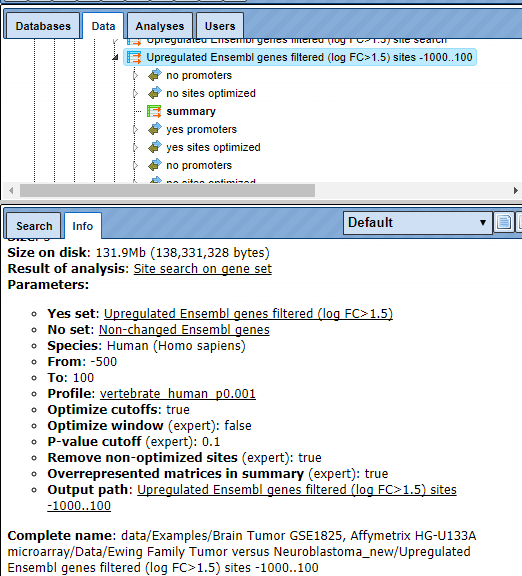 Databases
Data
Analyses
Users
Upregulated Ensembl genes filtered (log FC>1.5) site search
Upregulated Ensembl genes filtered (log FC>1.5) sites -1000..100
no promoters
no sites optimized
summary
yes promoters
yes sites optimized
no promoters
no sites optimized
Search
Info
Default
Size on disk: 131.9Mb (138,331,328 bytes)
Result of analysis: Site search on gene set
Parameters:
Yes set: Upregulated Ensembl genes filtered (log FC>1.5)
No set: Non-changed Ensembl genes
Species: Human (Homo sapiens)
From: -500
To: 100
Profile: vertebrate_human_p0.001
Optimize cutoffs: true
Optimize window (expert): false
P-value cutoff (expert): 0.1
Remove non-optimized sites (expert): true
Overrepresented matrices in summary (expert): true
Output path: Upregulated Ensembl genes filtered (log FC>1.5) sites
-1000..100
Complete name: data/Examples/Brain Tumor GSE1825, Affymetrix HG-U133A
microarray/Data/Ewing Family Tumor versus Neuroblastoma_new/Upregulated
Ensembl genes filtered (log FC>1.5) sites -1000..100